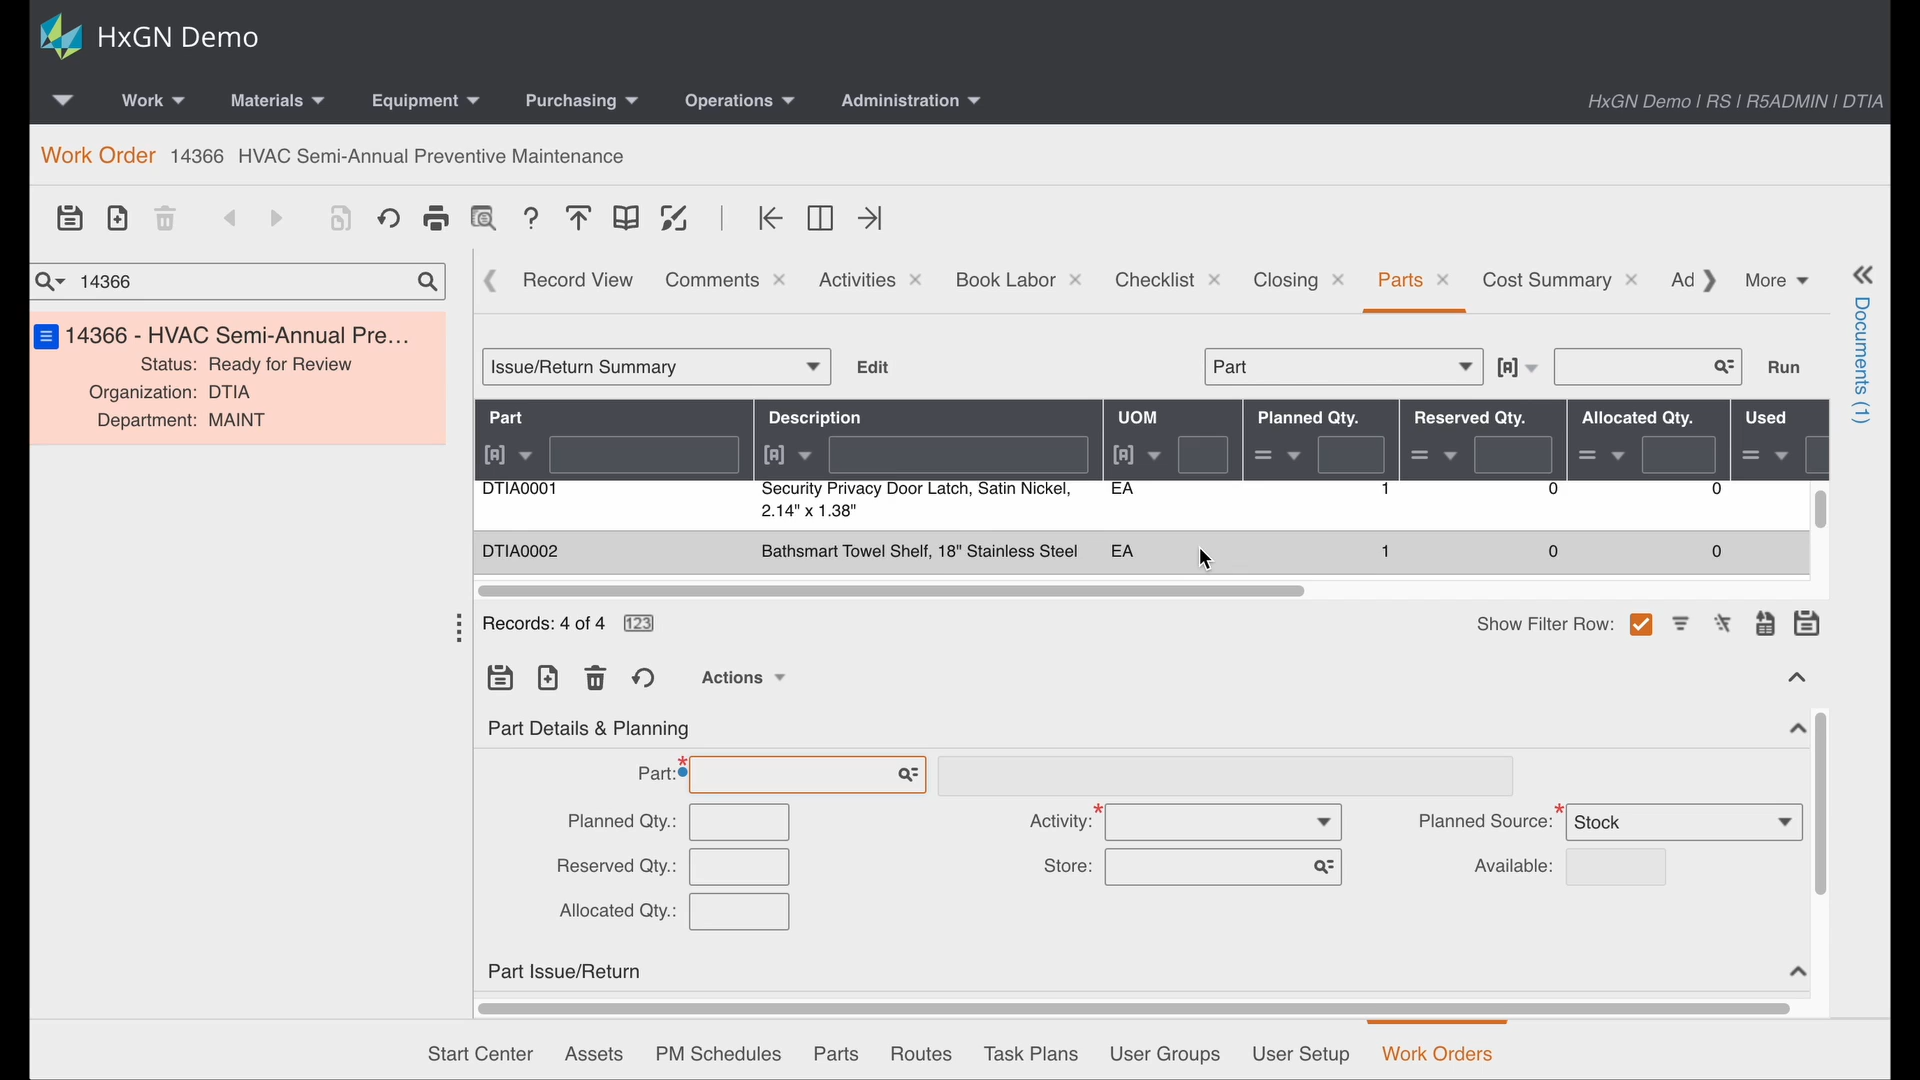 HxGN Demo
Work Materials Equipment Purchasing Operations Administration HxGN Demo | RS | R5ADMIN | DTIA
Work Order 14366 HVAC Semi-Annual Preventive Maintenance
?
14366
14366 - HVAC Semi-Annual Pre...
Status: Ready for Review
Organization: DTIA
Department: MAINT
Record View Comments × Activities × Book Labor × Checklist × Closing × Parts × Cost Summary × Ad More
Documents (1)
Issue/Return Summary Edit Part [A] Run
Part Description UOM Planned Qty. Reserved Qty. Allocated Qty. Used
[A] [A] [A] = = = =
DTIA0001 Security Privacy Door Latch, Satin Nickel, EA 1 0 0
2.14" x 1.38"
DTIA0002 Bathsmart Towel Shelf, 18" Stainless Steel EA 1 0 0
Records: 4 of 4 123 Show Filter Row:
Actions
Part Details & Planning
Part:*
Planned Qty.: Activity:* Planned Source:* Stock
Reserved Qty.: Store: Available:
Allocated Qty.:
Part Issue/Return
Start Center Assets PM Schedules Parts Routes Task Plans User Groups User Setup Work Orders